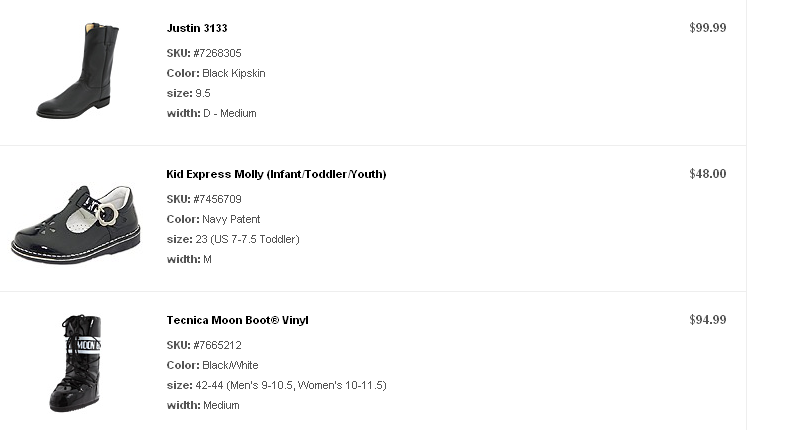 Justin 3133 $99.99
SKU: #7268305
Color: Black Kipskin
size: 9.5
width: D - Medium
Kid Express Molly (Infant/Toddler/Youth) $48.00
SKU: #7456709
Color: Navy Patent
size: 23 (US 7-7.5 Toddler)
width: M
Tecnica Moon Boot® Vinyl $94.99
SKU: #7665212
Color: Black/White
size: 42-44 (Men's 9-10.5, Women's 10-11.5)
width: Medium
MOON